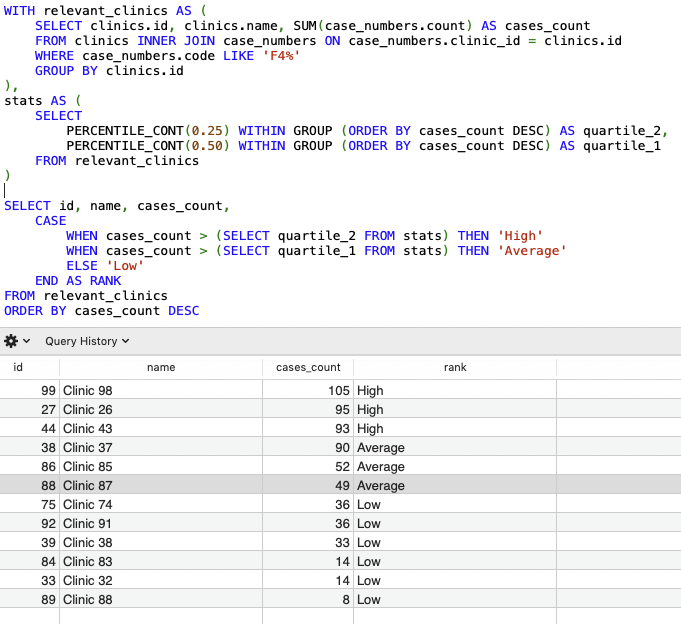 WITH relevant_clinics AS (
SELECT clinics.id, clinics.name, SUM(case_numbers.count) AS cases_count
FROM clinics INNER JOIN case_numbers ON case_numbers.clinic_id = clinics.id
WHERE case_numbers.code LIKE 'F4%'
GROUP BY clinics.id
),
stats AS (
SELECT
PERCENTILE_CONT(0.25) WITHIN GROUP (ORDER BY cases_count DESC) AS quartile_2,
PERCENTILE_CONT(0.50) WITHIN GROUP (ORDER BY cases_count DESC) AS quartile_1
FROM relevant_clinics
)
SELECT id, name, cases_count,
CASE
WHEN cases_count > (SELECT quartile_2 FROM stats) THEN 'High'
WHEN cases_count > (SELECT quartile_1 FROM stats) THEN 'Average'
ELSE 'Low'
END AS RANK
FROM relevant_clinics
ORDER BY cases_count DESC
Query History
id name cases_count rank
99 Clinic 98 105 High
27 Clinic 26 95 High
44 Clinic 43 93 High
38 Clinic 37 90 Average
86 Clinic 85 52 Average
88 Clinic 87 49 Average
75 Clinic 74 36 Low
92 Clinic 91 36 Low
39 Clinic 38 33 Low
84 Clinic 83 14 Low
33 Clinic 32 14 Low
89 Clinic 88 8 Low